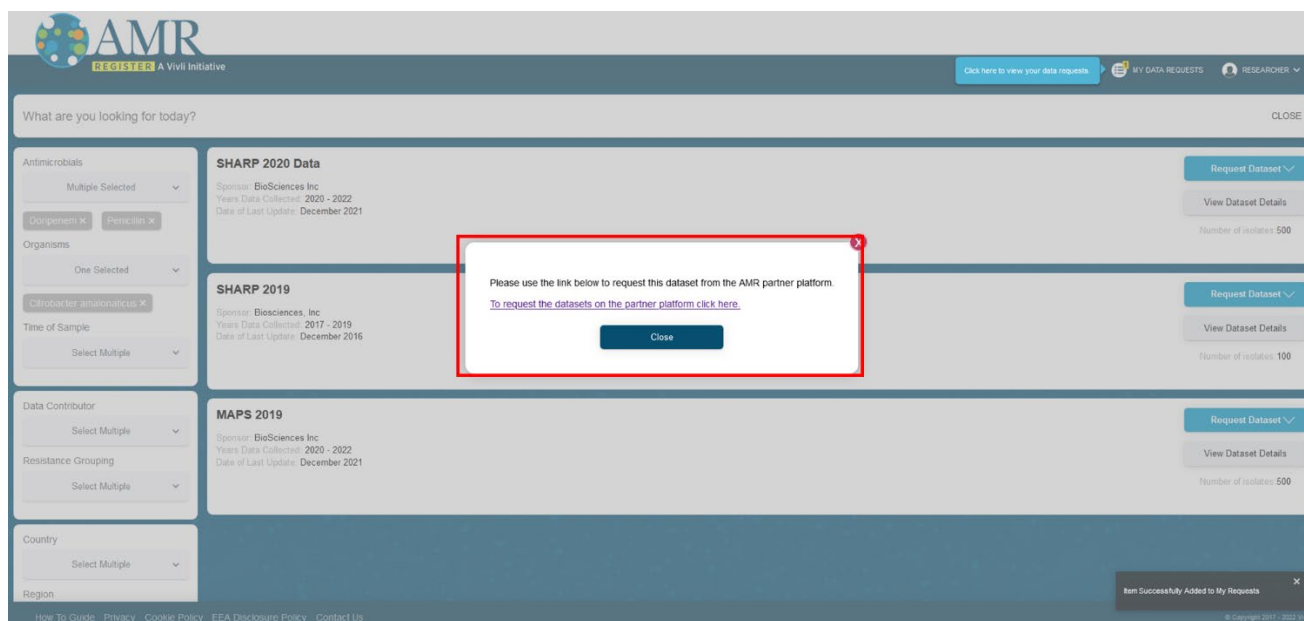 AMR
REGISTER A Vivli Initiative
Click here to view your data requests.
MY DATA REQUESTS
RESEARCHER
What are you looking for today?
CLOSE
Antimicrobials
Multiple Selected
Doripenem × Penicillin ×
Organisms
One Selected
Citrobacter amalonaticus ×
Time of Sample
Select Multiple
Data Contributor
Select Multiple
Resistance Grouping
Select Multiple
Country
Select Multiple
Region
SHARP 2020 Data
Sponsor: BioSciences Inc
Years Data Collected: 2020 - 2022
Date of Last Update: December 2021
Request Dataset
View Dataset Details
Number of isolates 500
SHARP 2019
Sponsor: Biosciences, Inc
Years Data Collected: 2017 - 2019
Date of Last Update: December 2016
Request Dataset
View Dataset Details
Number of isolates 100
MAPS 2019
Sponsor: BioSciences Inc
Years Data Collected: 2020 - 2022
Date of Last Update: December 2021
Request Dataset
View Dataset Details
Number of isolates 500
X
Please use the link below to request this dataset from the AMR partner platform.
To request the datasets on the partner platform click here.
Close
Item Successfully Added to My Requests ×
How To Guide Privacy Cookie Policy EEA Disclosure Policy Contact Us
© Copyright 2017 - 2022